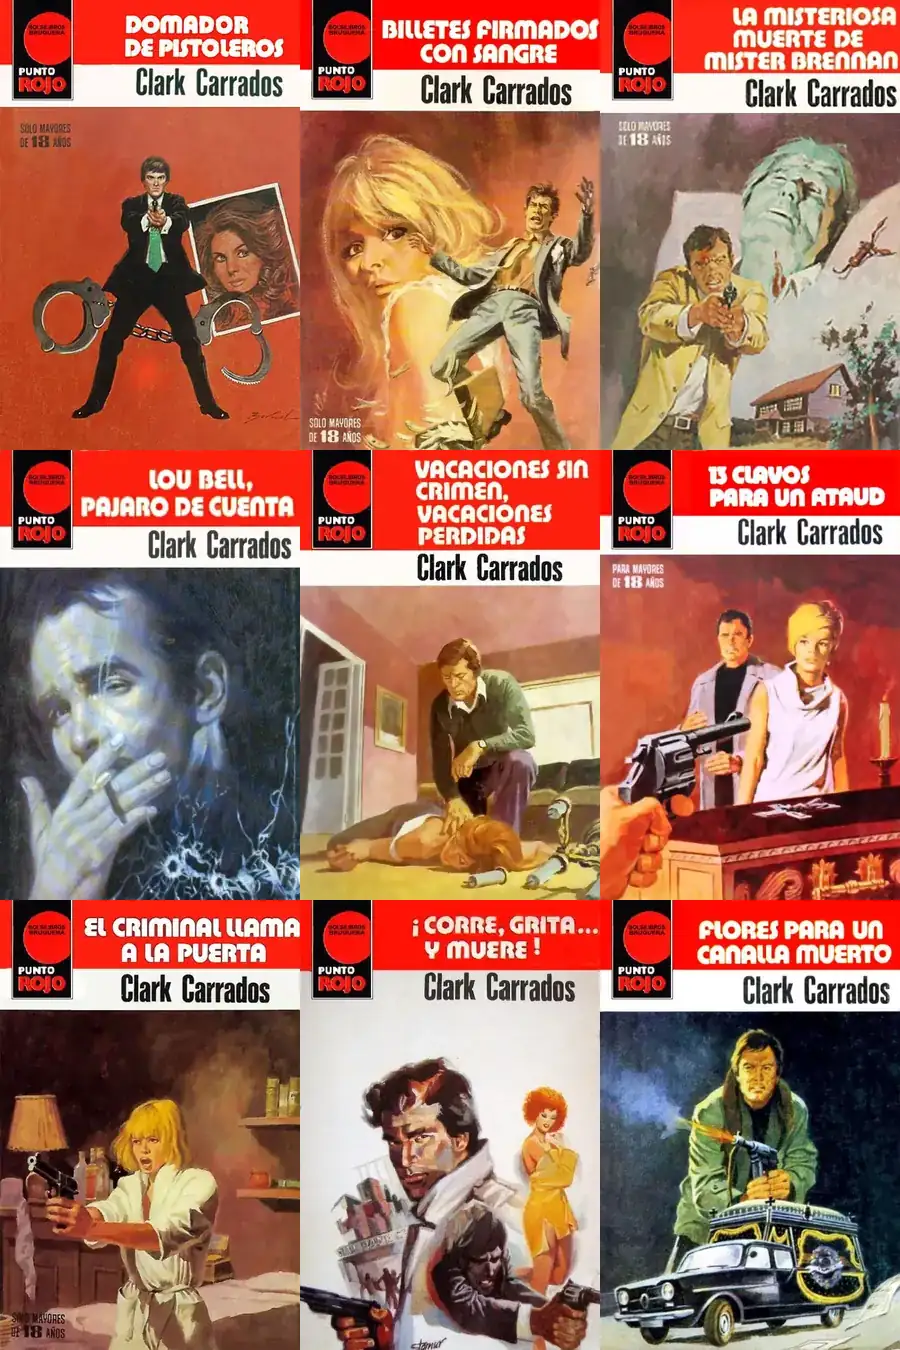 BOLSILIBROS
BRUGUERA
PUNTO
ROJO
DOMADOR
DE PISTOLEROS
Clark Carrados
SOLO MAYORES
DE 18 AÑOS
BOLSILIBROS
BRUGUERA
PUNTO
ROJO
BILLETES FIRMADOS
CON SANGRE
Clark Carrados
SOLO MAYORES
DE 18 AÑOS
BOLSILIBROS
BRUGUERA
PUNTO
ROJO
LA MISTERIOSA
MUERTE DE
MISTER BRENNAN
Clark Carrados
SOLO MAYORES
DE 18 AÑOS
BOLSILIBROS
BRUGUERA
PUNTO
ROJO
LOU BELL,
PAJARO DE CUENTA
Clark Carrados
BOLSILIBROS
BRUGUERA
PUNTO
ROJO
VACACIONES SIN
CRIMEN,
VACACIONES
PERDIDAS
Clark Carrados
BOLSILIBROS
BRUGUERA
PUNTO
ROJO
13 CLAVOS
PARA UN ATAUD
Clark Carrados
PARA MAYORES
DE 18 AÑOS
BOLSILIBROS
BRUGUERA
PUNTO
ROJO
EL CRIMINAL LLAMA
A LA PUERTA
Clark Carrados
SOLO MAYORES
DE 18 AÑOS
BOLSILIBROS
BRUGUERA
PUNTO
ROJO
¡CORRE, GRITA...
Y MUERE!
Clark Carrados
BOLSILIBROS
BRUGUERA
PUNTO
ROJO
FLORES PARA UN
CANALLA MUERTO
Clark Carrados